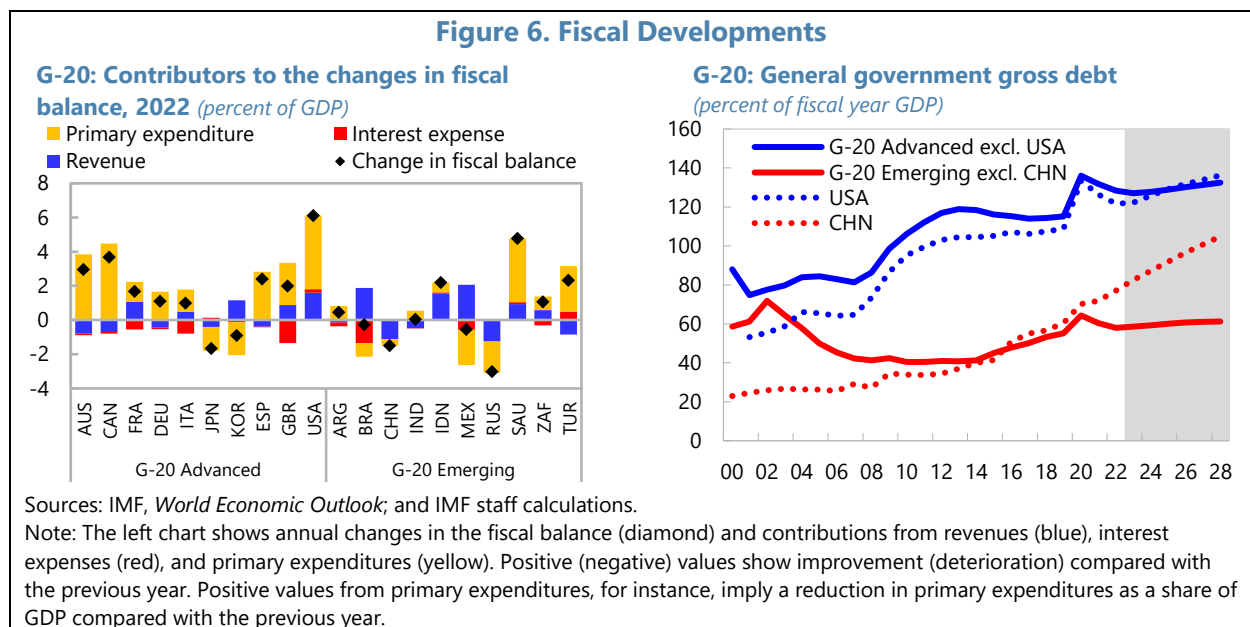 Figure 6. Fiscal Developments
G-20: Contributors to the changes in fiscal
balance, 2022 (percent of GDP)
Primary expenditure
Interest expense
Revenue
Change in fiscal balance
8
6
4
2
0
-2
-4
AUS
CAN
FRA
DEU
ITA
JPN
KOR
ESP
GBR
USA
ARG
BRA
CHN
IND
IDN
MEX
RUS
SAU
ZAF
TUR
G-20 Advanced
G-20 Emerging
G-20: General government gross debt
(percent of fiscal year GDP)
160
140
120
100
80
60
40
20
0
G-20 Advanced excl. USA
G-20 Emerging excl. CHN
USA
CHN
00 02 04 06 08 10 12 14 16 18 20 22 24 26 28
Sources: IMF, World Economic Outlook; and IMF staff calculations.
Note: The left chart shows annual changes in the fiscal balance (diamond) and contributions from revenues (blue), interest
expenses (red), and primary expenditures (yellow). Positive (negative) values show improvement (deterioration) compared with
the previous year. Positive values from primary expenditures, for instance, imply a reduction in primary expenditures as a share of
GDP compared with the previous year.